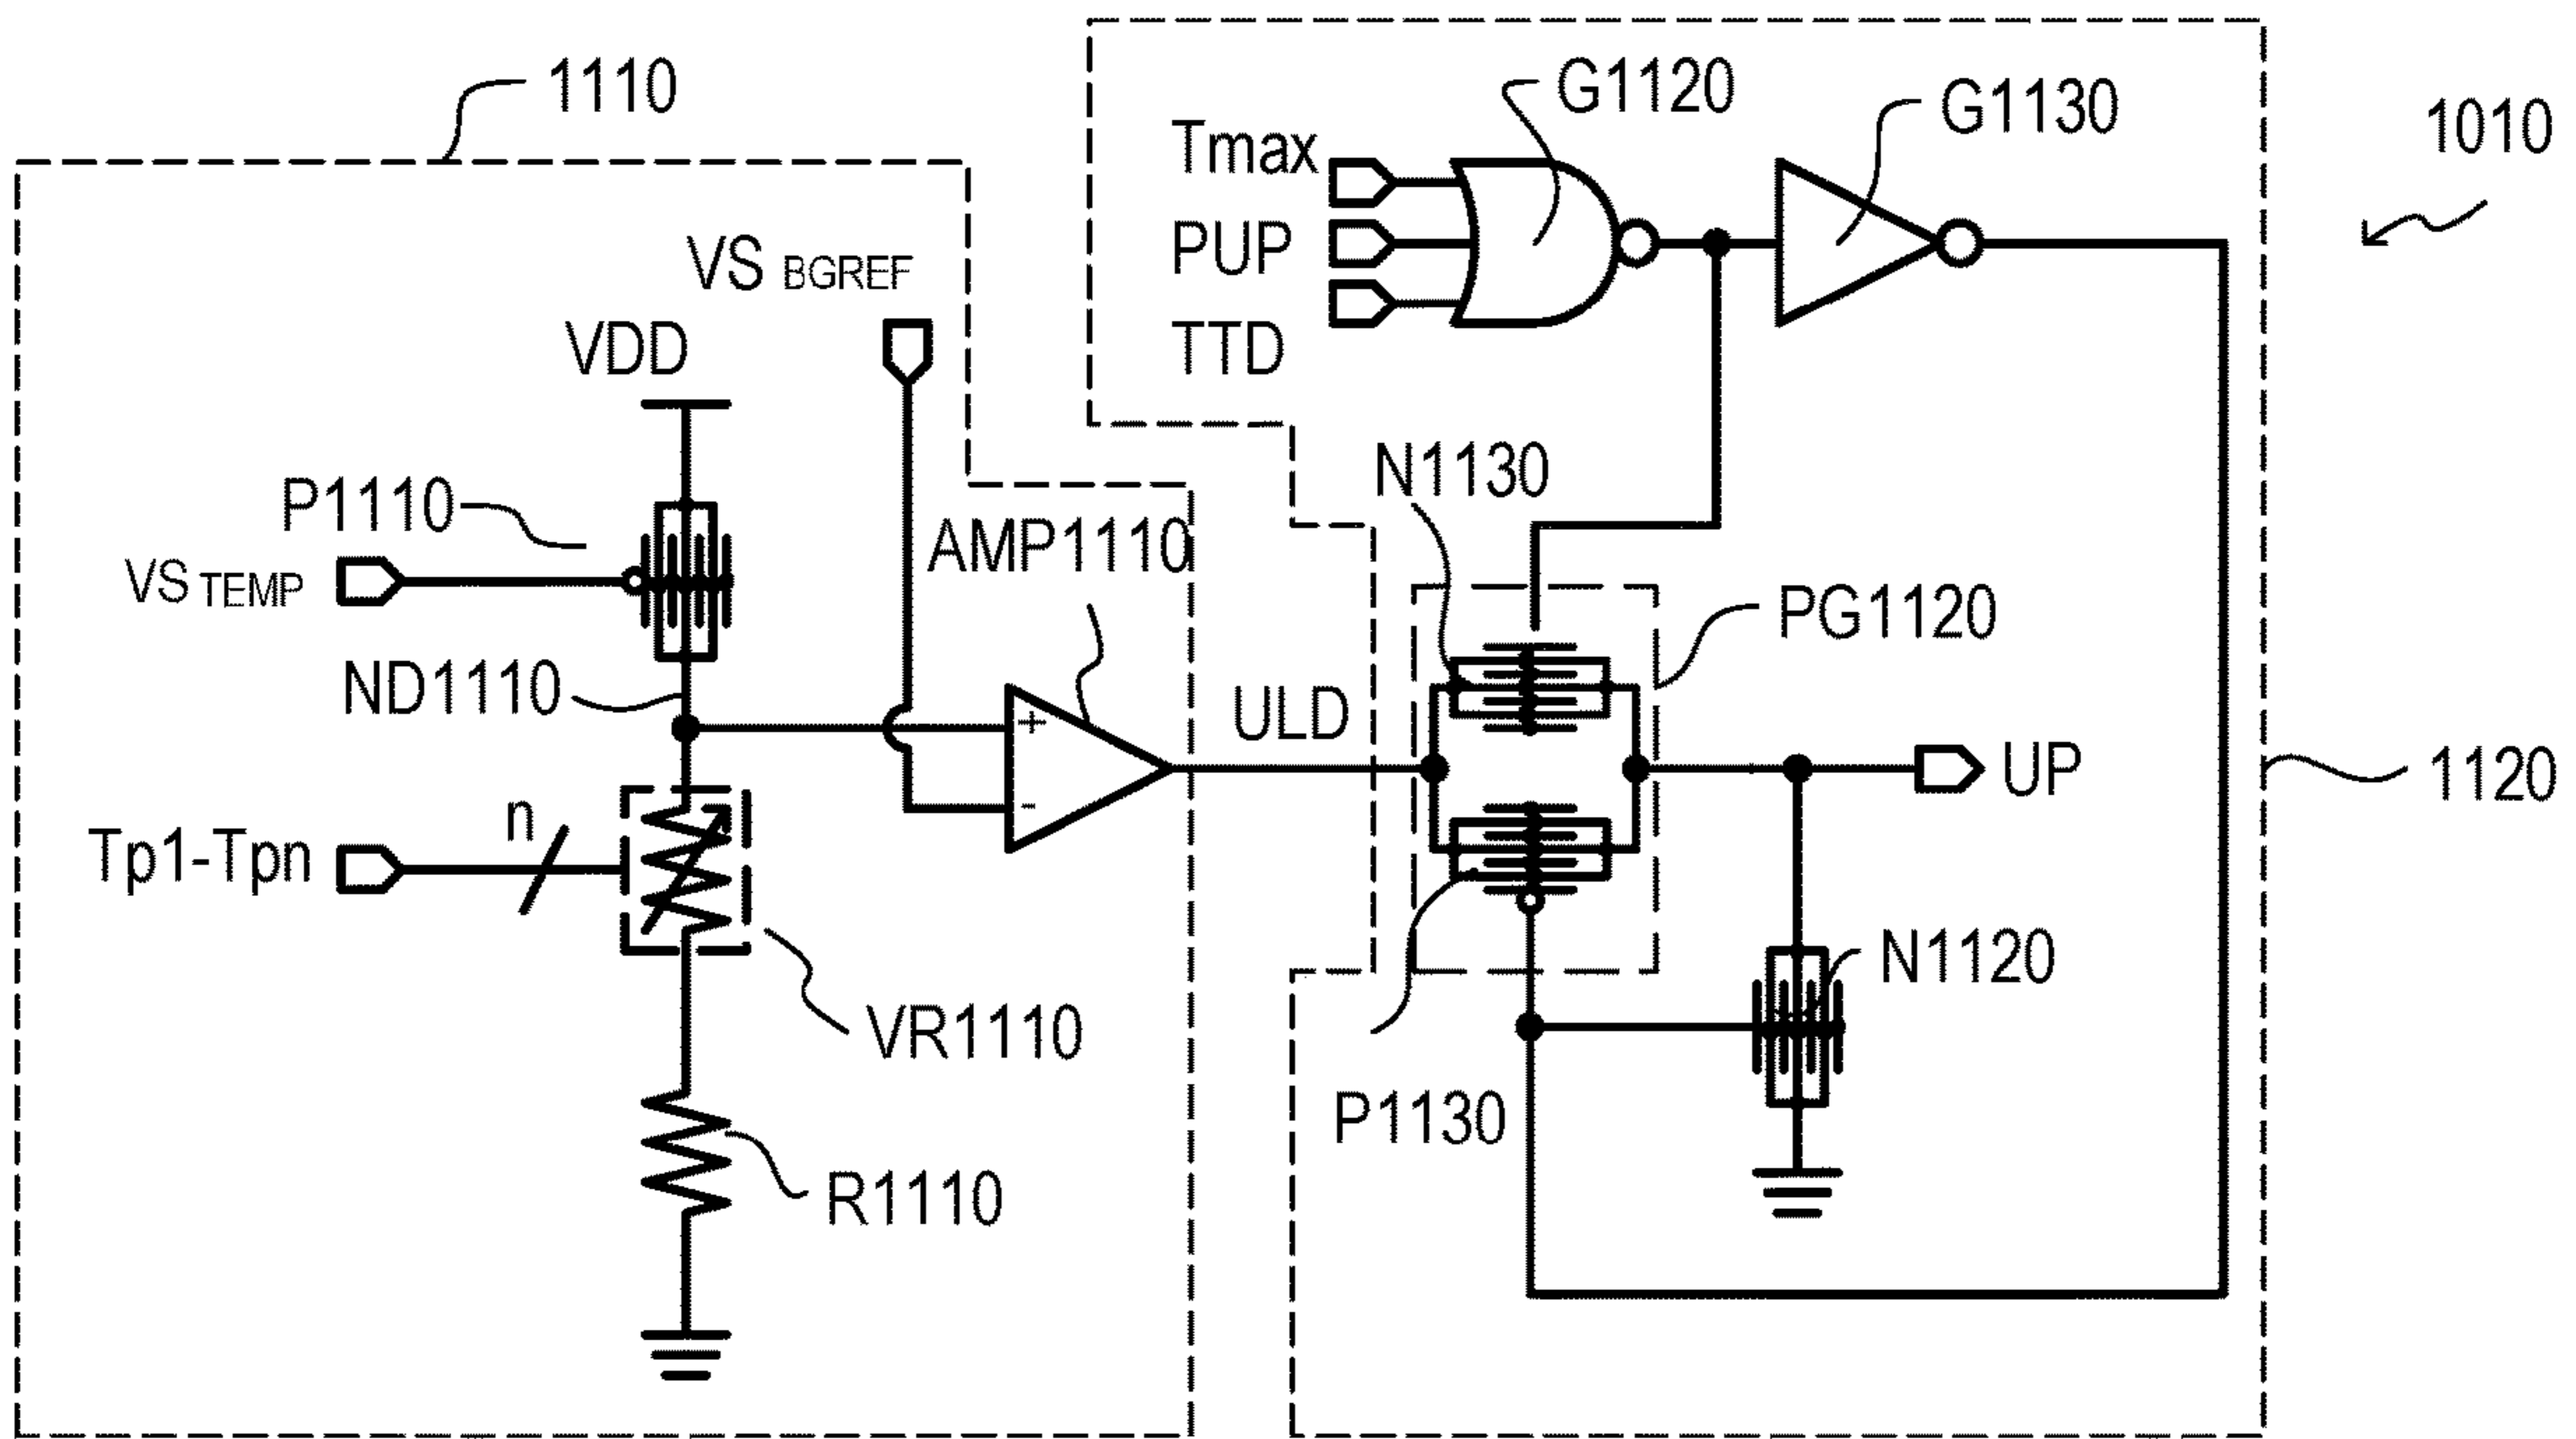 1110
G1120
G1130
1010
Tmax
PUP
TTD
VS BGREF
VDD
P1110
VS TEMP
N1130
AMP1110
PG1120
ND1110
+
-
ULD
UP
1120
n
Tp1-Tpn
VR1110
N1120
P1130
R1110